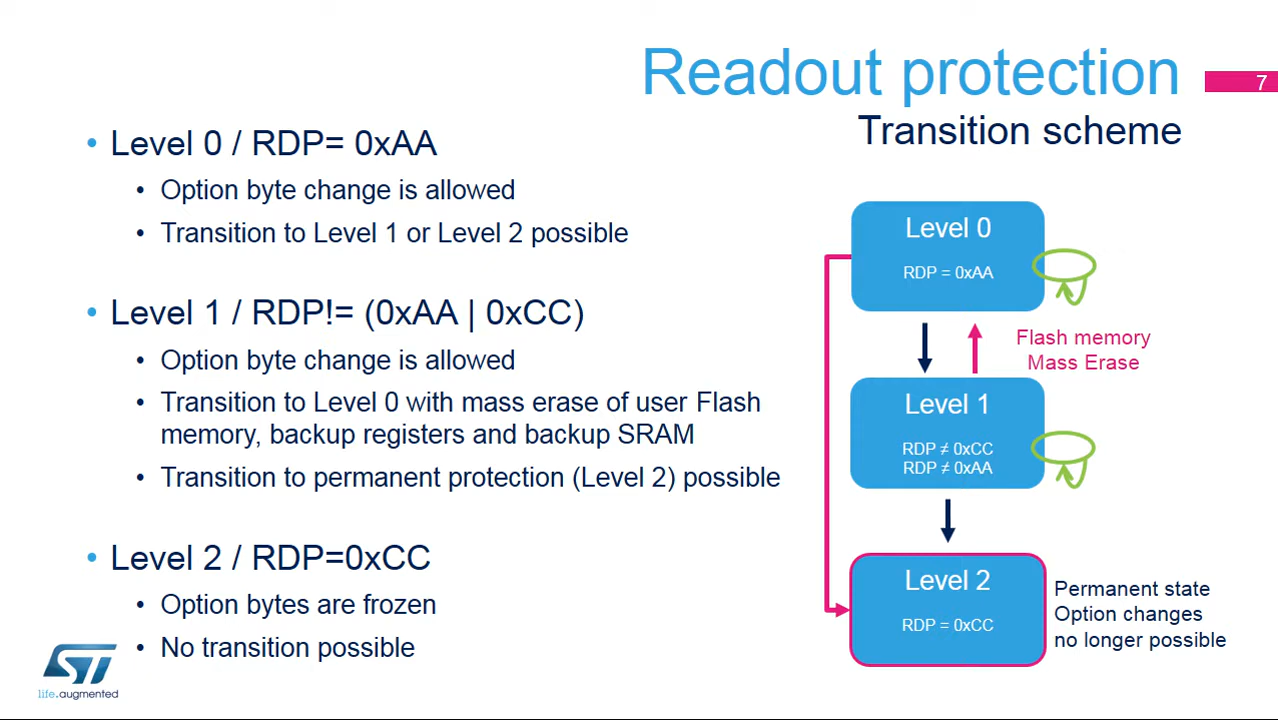 Readout protection
7
Transition scheme
• Level 0 / RDP= 0xAA
• Option byte change is allowed
• Transition to Level 1 or Level 2 possible
• Level 1 / RDP!= (0xAA | 0xCC)
• Option byte change is allowed
• Transition to Level 0 with mass erase of user Flash
memory, backup registers and backup SRAM
• Transition to permanent protection (Level 2) possible
• Level 2 / RDP=0xCC
• Option bytes are frozen
• No transition possible
Level 0
RDP = 0xAA
Flash memory
Mass Erase
Level 1
RDP ≠ 0xCC
RDP ≠ 0xAA
Level 2
RDP = 0xCC
Permanent state
Option changes
no longer possible
ST
life.augmented